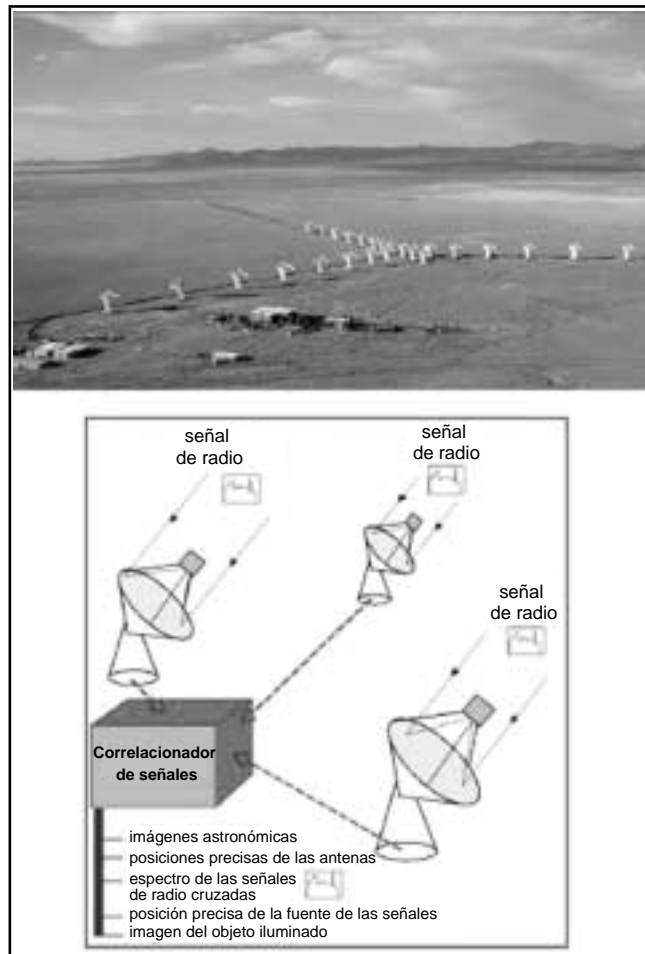 señal
de radio
señal
de radio
señal
de radio
Correlacionador
de señales
imágenes astronómicas
posiciones precisas de las antenas
espectro de las señales
de radio cruzadas
posición precisa de la fuente de las señales
imagen del objeto iluminado